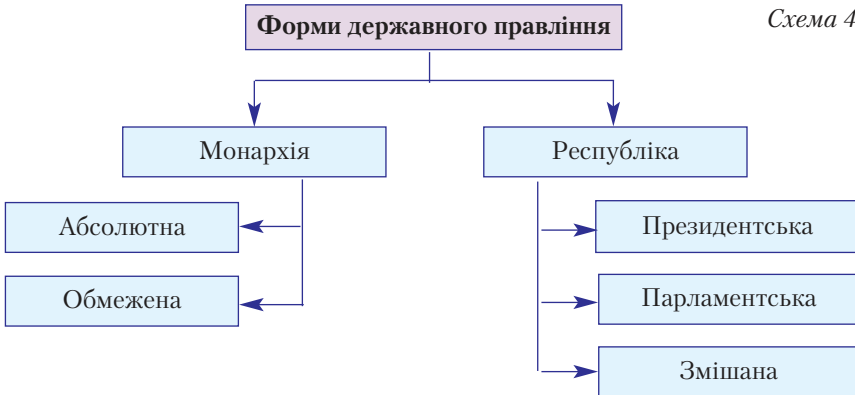 Схема 4
Форми державного правління
Монархія
Республіка
Абсолютна
Обмежена
Президентська
Парламентська
Змішана